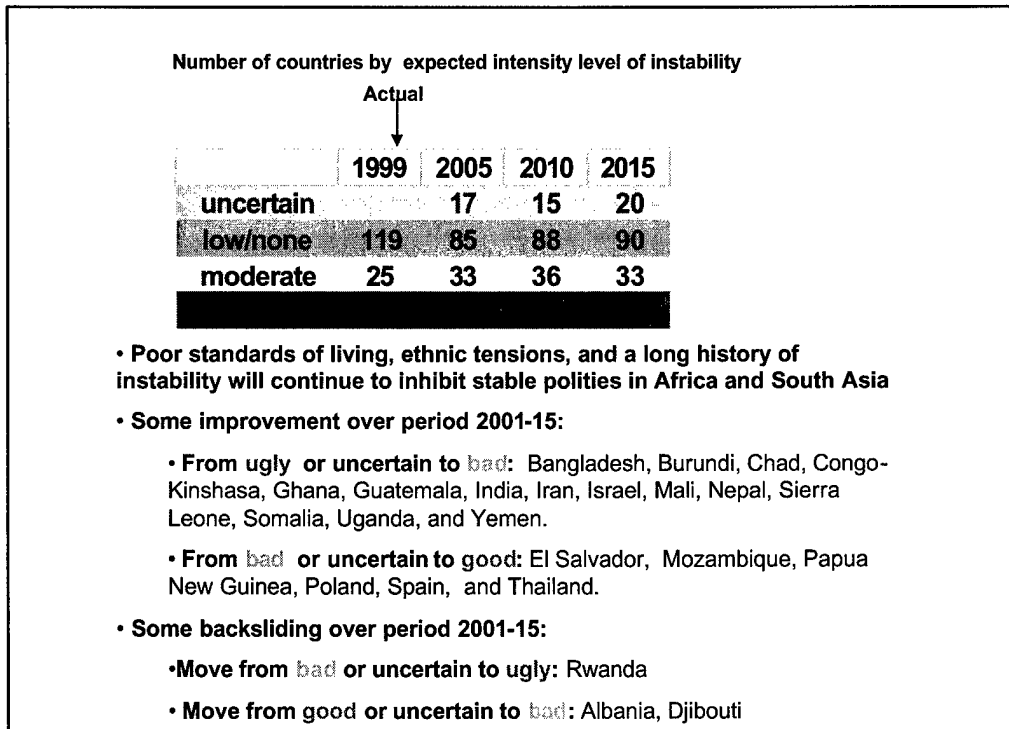 Number of countries by expected intensity level of instability
Actual
1999 2005 2010 2015
uncertain 17 15 20
low/none 119 85 88 90
moderate 25 33 36 33
• Poor standards of living, ethnic tensions, and a long history of
instability will continue to inhibit stable polities in Africa and South Asia
• Some improvement over period 2001-15:
• From ugly or uncertain to bad: Bangladesh, Burundi, Chad, Congo-
Kinshasa, Ghana, Guatemala, India, Iran, Israel, Mali, Nepal, Sierra
Leone, Somalia, Uganda, and Yemen.
• From bad or uncertain to good: El Salvador, Mozambique, Papua
New Guinea, Poland, Spain, and Thailand.
• Some backsliding over period 2001-15:
•Move from bad or uncertain to ugly: Rwanda
• Move from good or uncertain to bad: Albania, Djibouti